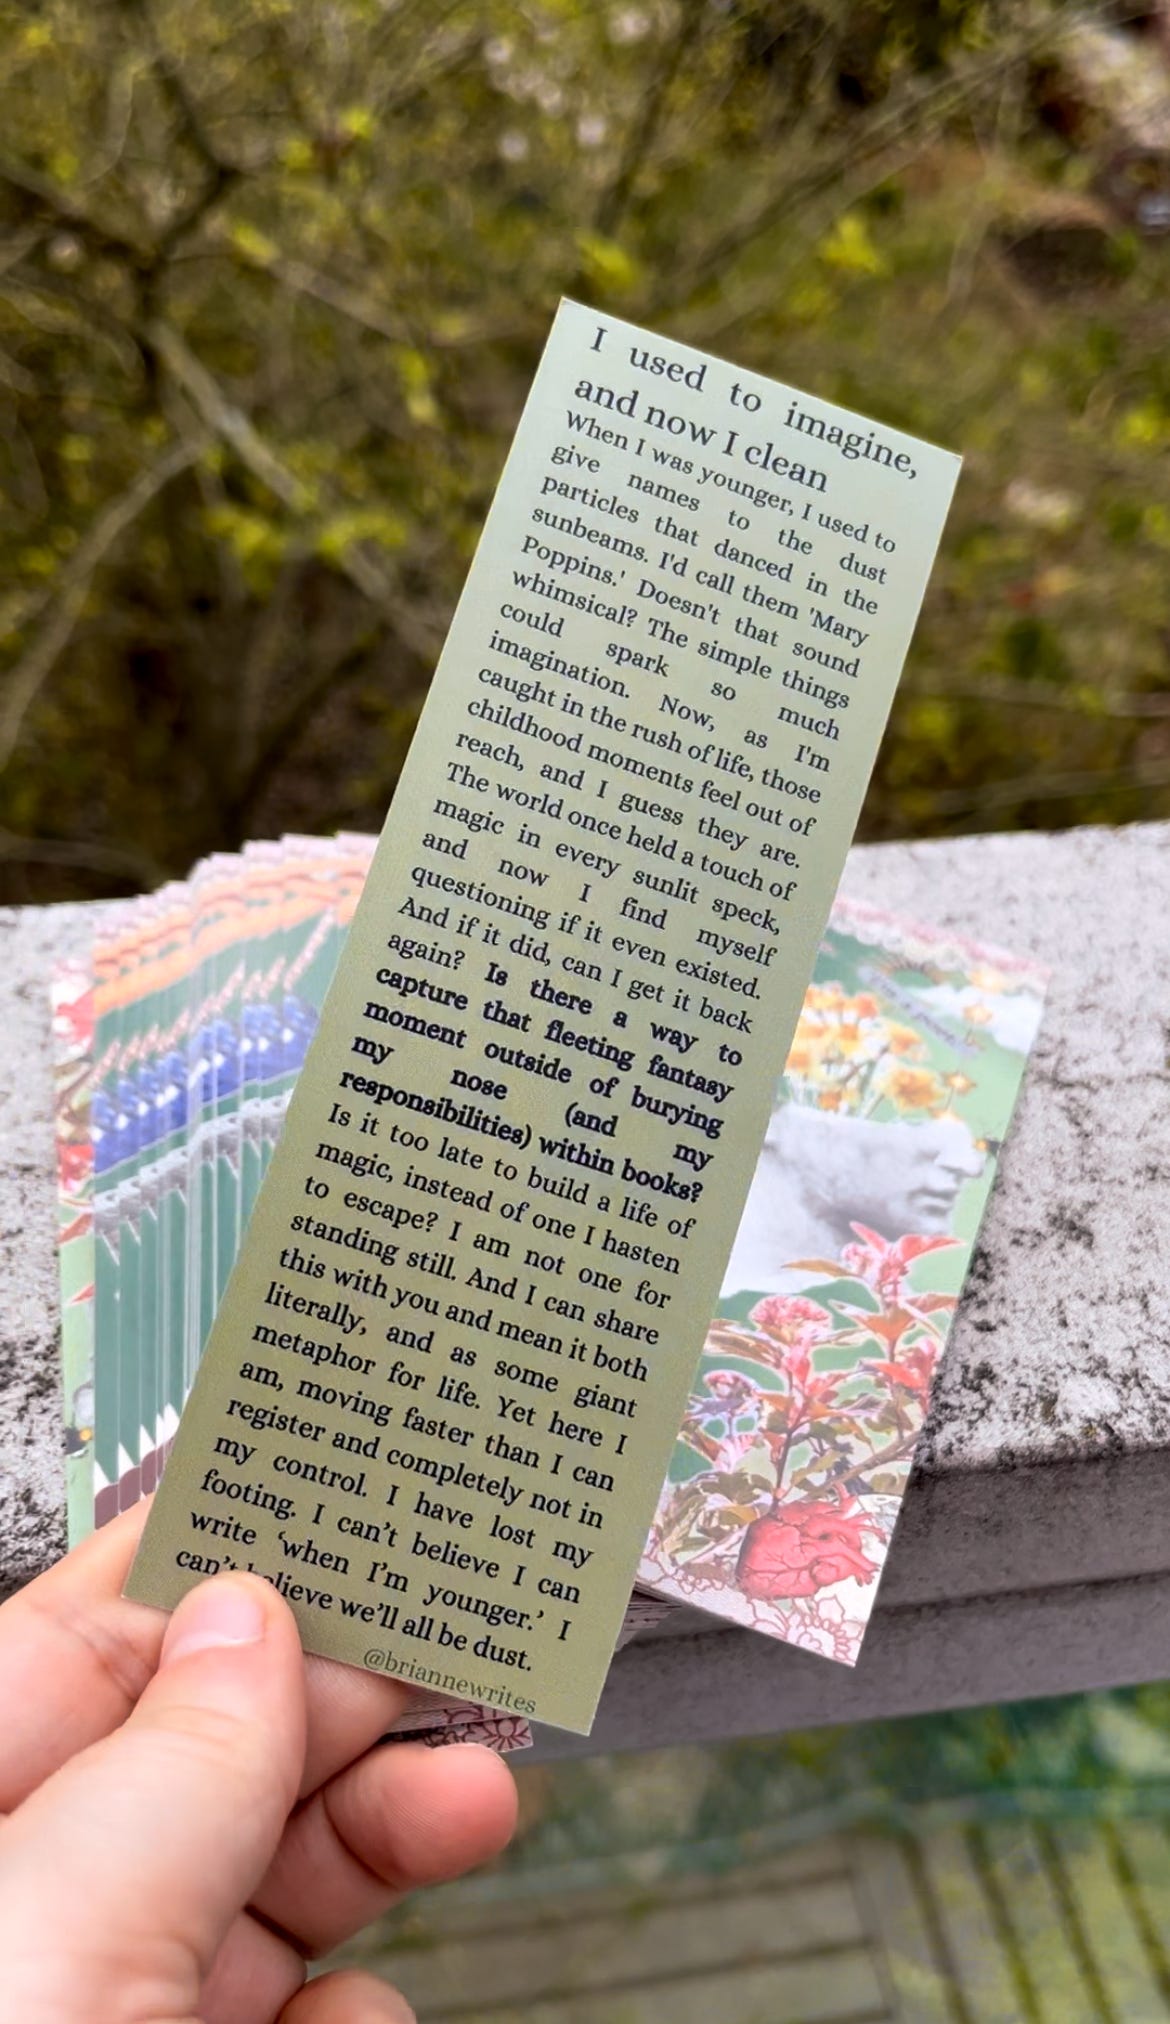 I used to imagine,
and now I clean
When I was younger, I used to
give names to the dust
particles that danced in the
sunbeams. I'd call them 'Mary
Poppins.' Doesn't that sound
whimsical? The simple things
could spark so much
imagination. Now, as I'm
caught in the rush of life, those
childhood moments feel out of
reach, and I guess they are.
The world once held a touch of
magic in every sunlit speck,
and now I find myself
questioning if it even existed.
And if it did, can I get it back
again? Is there a way to
capture that fleeting fantasy
moment outside of burying
my nose (and my
responsibilities) within books?
Is it too late to build a life of
magic, instead of one I hasten
to escape? I am not one for
standing still. And I can share
this with you and mean it both
literally, and as some giant
metaphor for life. Yet here I
am, moving faster than I can
register and completely not in
my control. I have lost my
footing. I can’t believe I can
write ‘when I’m younger.’ I
can’t believe we’ll all be dust.
@briannewrites